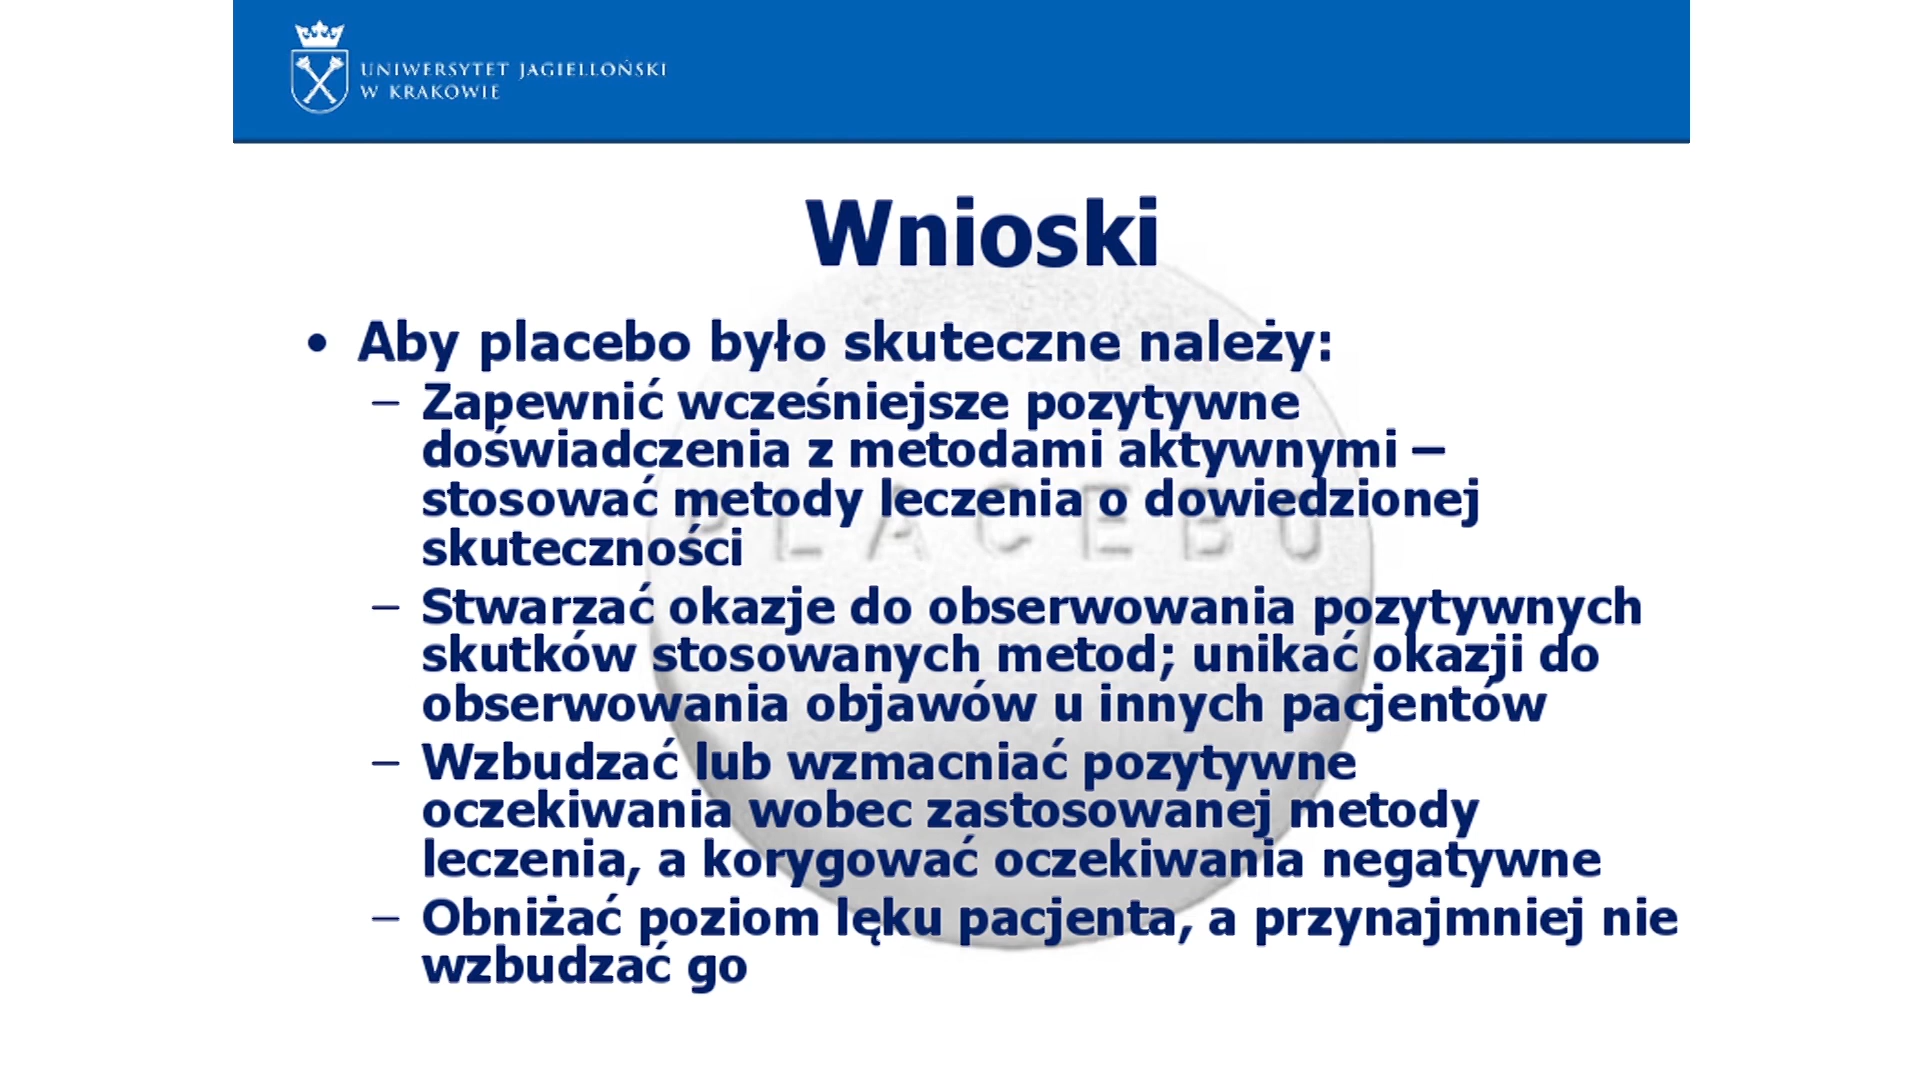 UNIWERSYTET JAGIELLOŃSKI
W KRAKOWIE
Wnioski
• Aby placebo było skuteczne należy:
– Zapewnić wcześniejsze pozytywne
doświadczenia z metodami aktywnymi –
stosować metody leczenia o dowiedzionej
skuteczności
PLACEBO
– Stwarzać okazje do obserwowania pozytywnych
skutków stosowanych metod; unikać okazji do
obserwowania objawów u innych pacjentów
– Wzbudzać lub wzmacniać pozytywne
oczekiwania wobec zastosowanej metody
leczenia, a korygować oczekiwania negatywne
– Obniżać poziom lęku pacjenta, a przynajmniej nie
wzbudzać go